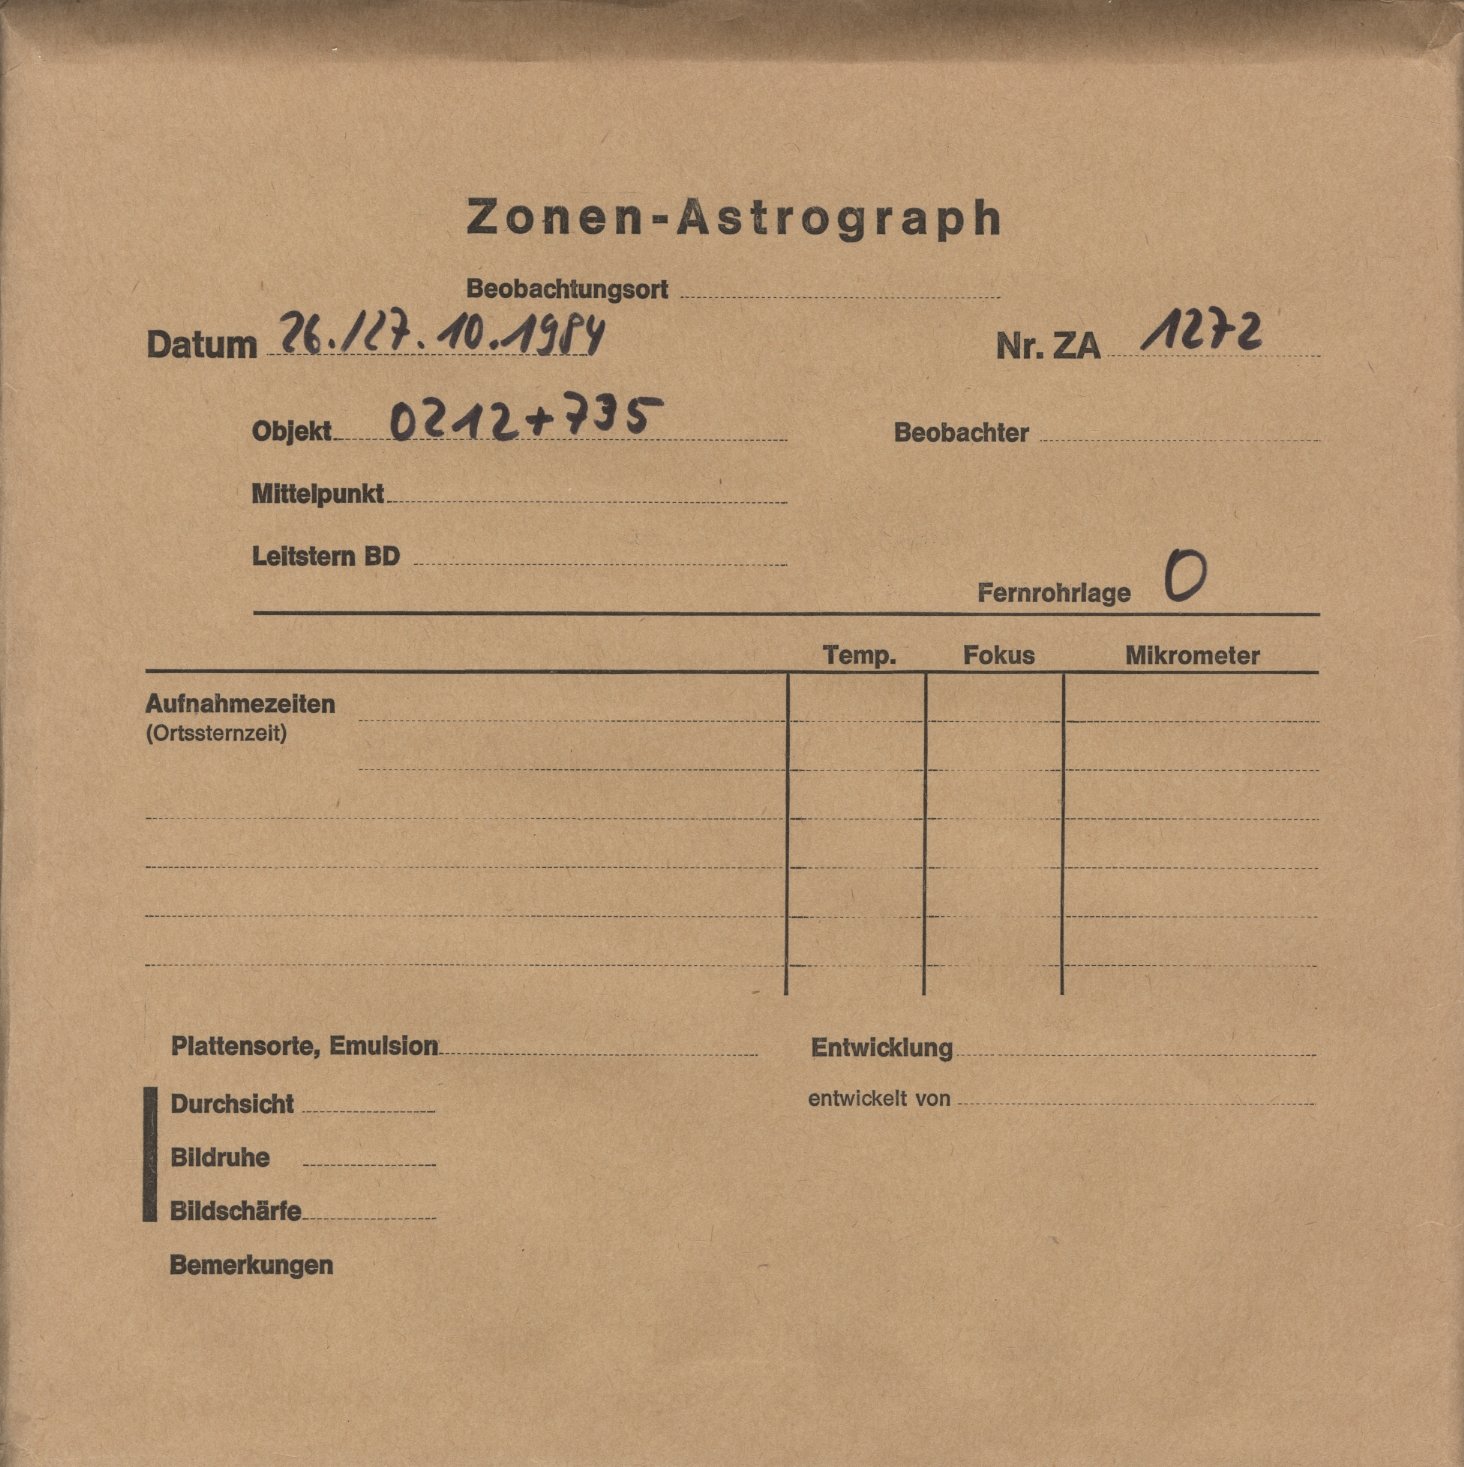 Zonen-Astrograph
Beobachtungsort
Datum 26./27.10.1984
Nr. ZA 1272
Objekt 0212+735
Beobachter
Mittelpunkt
Leitstern BD
Fernrohrlage O
Temp. Fokus Mikrometer
Aufnahmezeiten
(Ortssternzeit)
Plattensorte, Emulsion
Entwicklung
Durchsicht
entwickelt von
Bildruhe
Bildschärfe
Bemerkungen